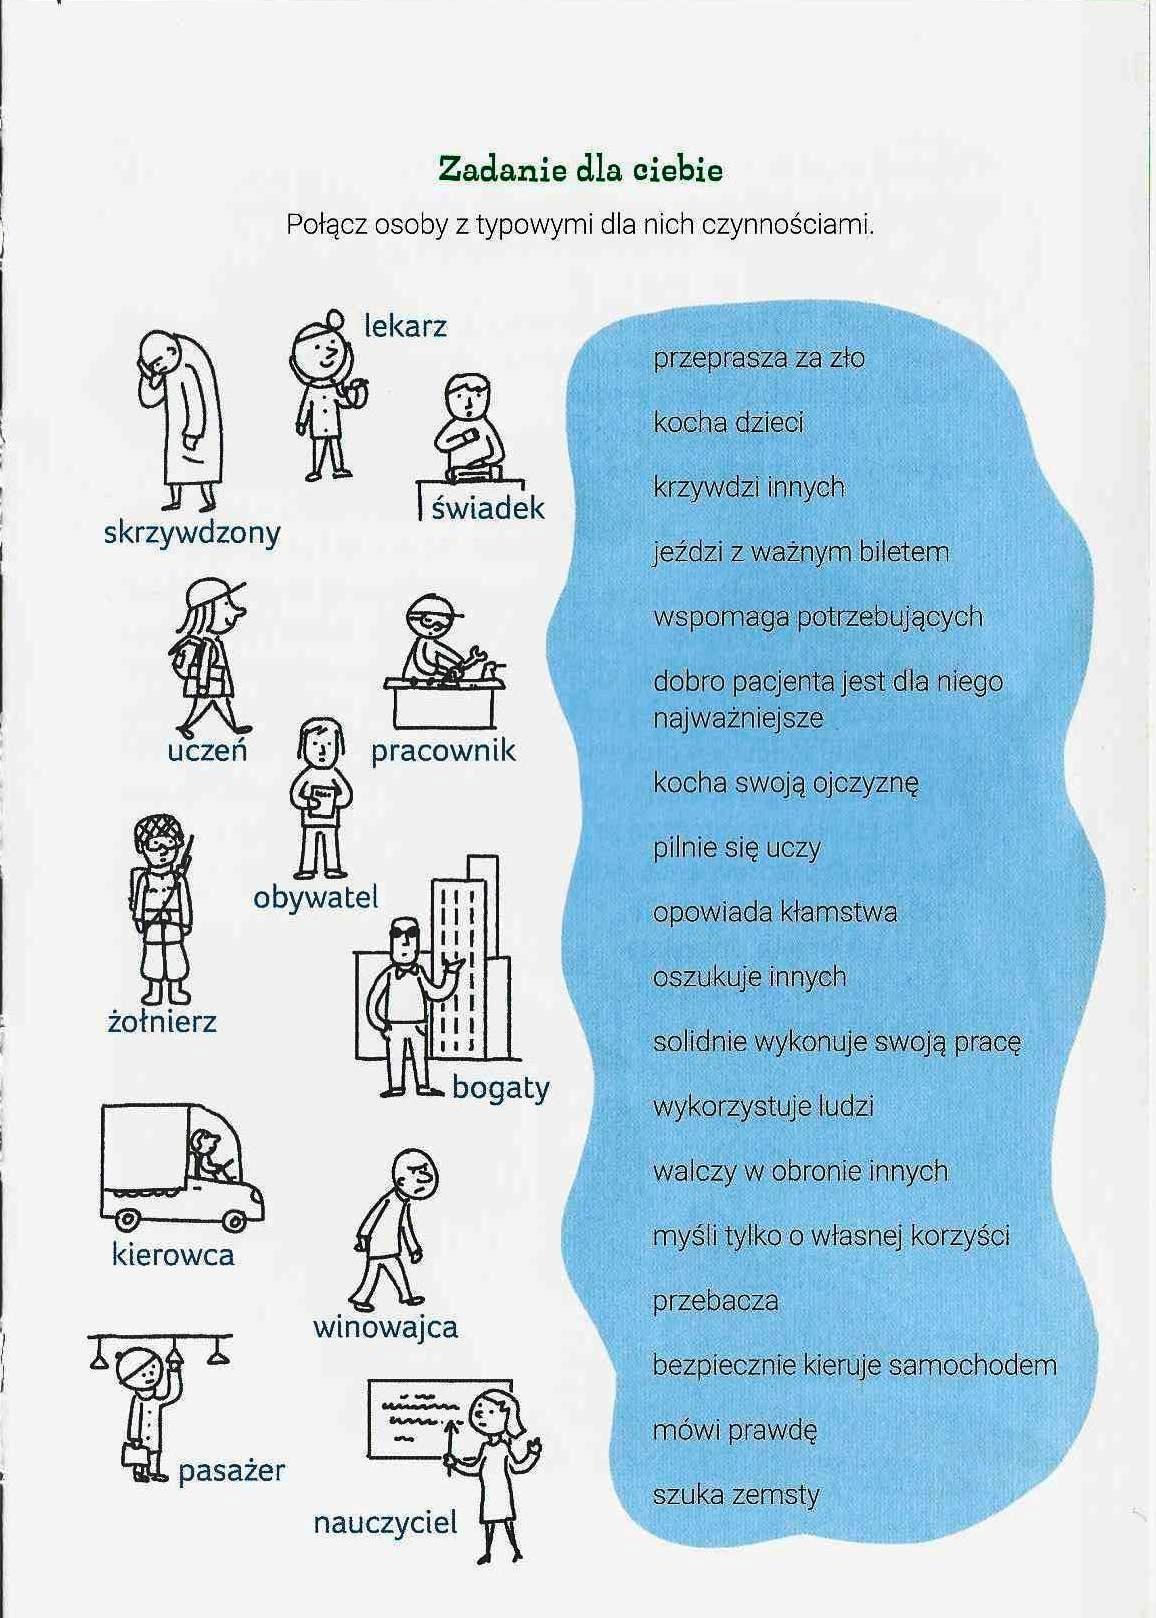 Zadanie dla ciebie
Połącz osoby z typowymi dla nich czynnościami.
lekarz
świadek
skrzywdzony
uczeń
pracownik
obywatel
żołnierz
bogaty
kierowca
winowajca
pasażer
nauczyciel
przeprasza za zło
kocha dzieci
krzywdzi innych
jeździ z ważnym biletem
wspomaga potrzebujących
dobro pacjenta jest dla niego
najważniejsze
kocha swoją ojczyznę
pilnie się uczy
opowiada kłamstwa
oszukuje innych
solidnie wykonuje swoją pracę
wykorzystuje ludzi
walczy w obronie innych
myśli tylko o własnej korzyści
przebacza
bezpiecznie kieruje samochodem
mówi prawdę
szuka zemsty